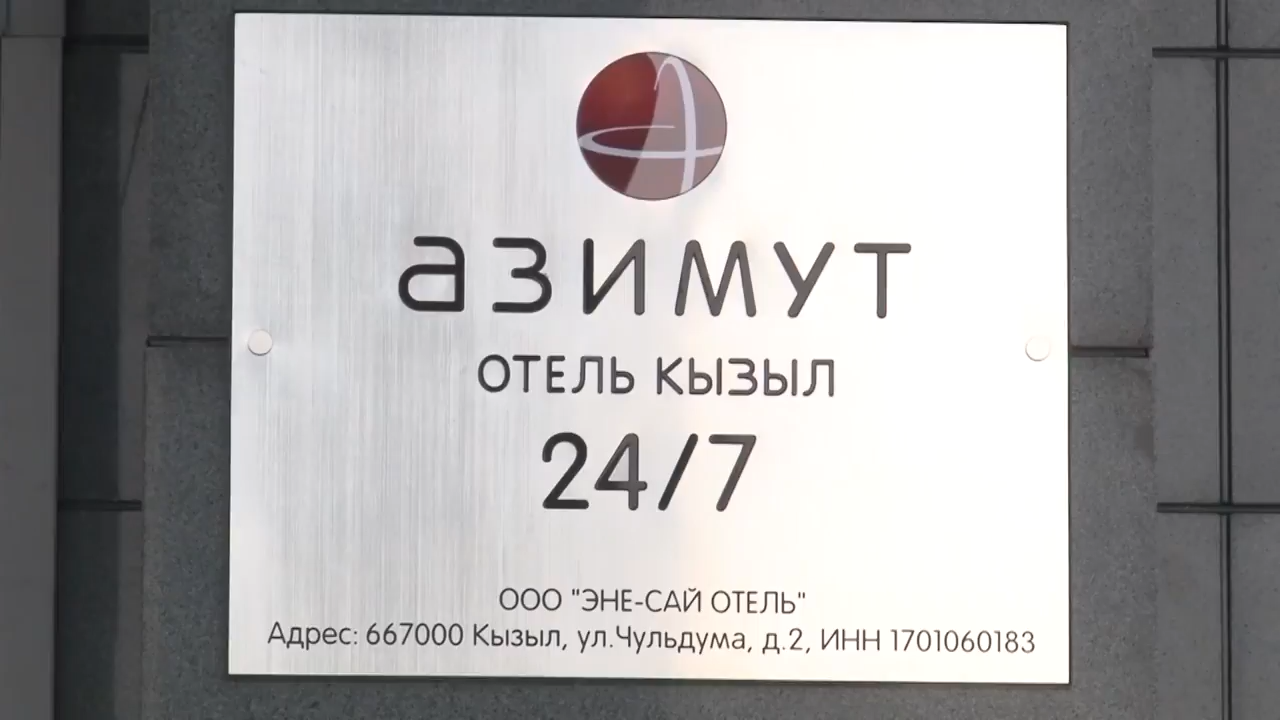 азимут
ОТЕЛЬ КЫЗЫЛ
24/7
ООО "ЭНЕ-САЙ ОТЕЛЬ"
Адрес: 667000 Кызыл, ул.Чульдума, д.2, ИНН 1701060183